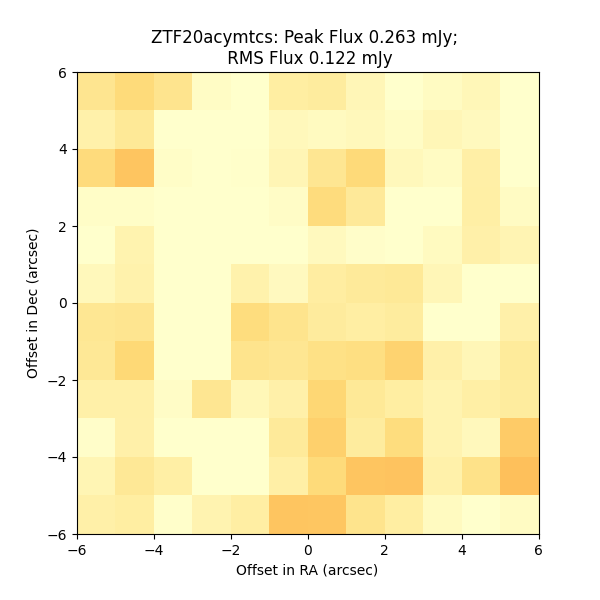 ZTF20acymtcs: Peak Flux 0.263 mJy;
RMS Flux 0.122 mJy
6
4
2
0
−2
−4
−6
Offset in Dec (arcsec)
−6 −4 −2 0 2 4 6
Offset in RA (arcsec)